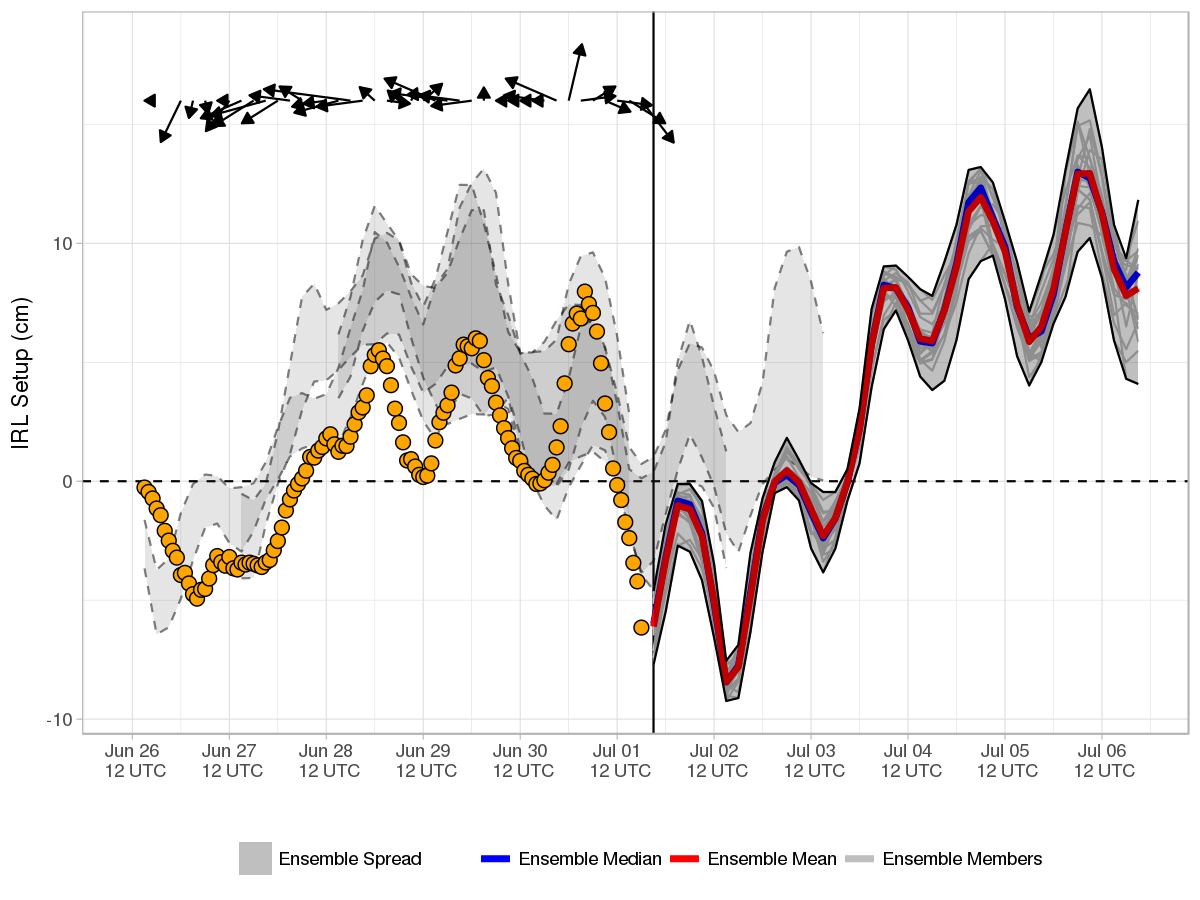 IRL Setup (cm)
10
0
-10
Jun 26 Jun 27 Jun 28 Jun 29 Jun 30 Jul 01 Jul 02 Jul 03 Jul 04 Jul 05 Jul 06
12 UTC 12 UTC 12 UTC 12 UTC 12 UTC 12 UTC 12 UTC 12 UTC 12 UTC 12 UTC 12 UTC
Ensemble Spread Ensemble Median Ensemble Mean Ensemble Members